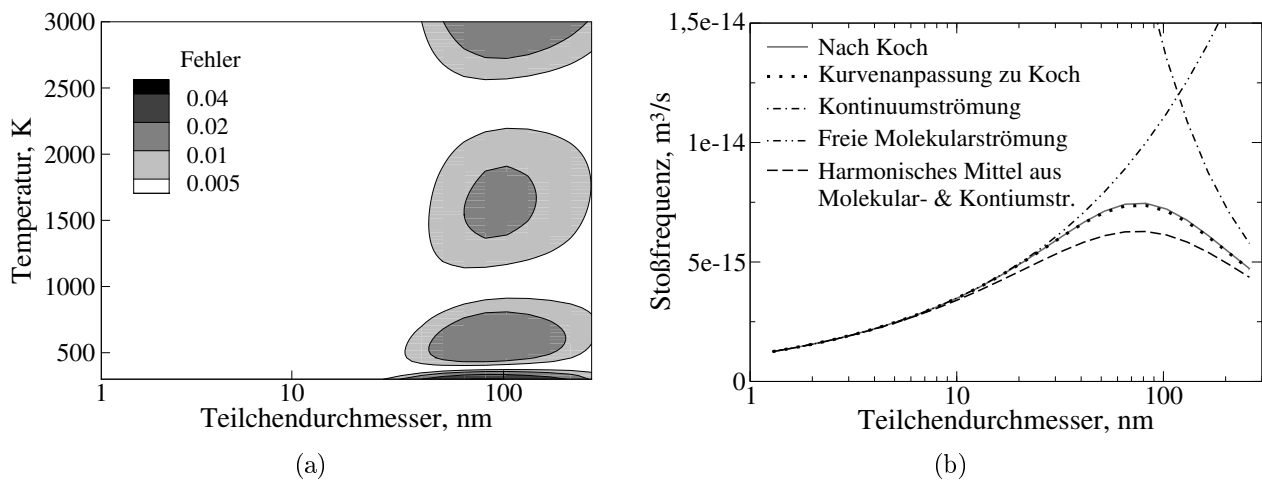 3000
2500
2000
1500
1000
500
Temperatur, K
Fehler
0.04
0.02
0.01
0.005
1
10
100
Teilchendurchmesser, nm
(a)
1,5e-14
1e-14
5e-15
0
Stoßfrequenz, m³/s
Nach Koch
Kurvenanpassung zu Koch
Kontinuumströmung
Freie Molekularströmung
Harmonisches Mittel aus
Molekular- & Kontiumstr.
1
10
100
Teilchendurchmesser, nm
(b)